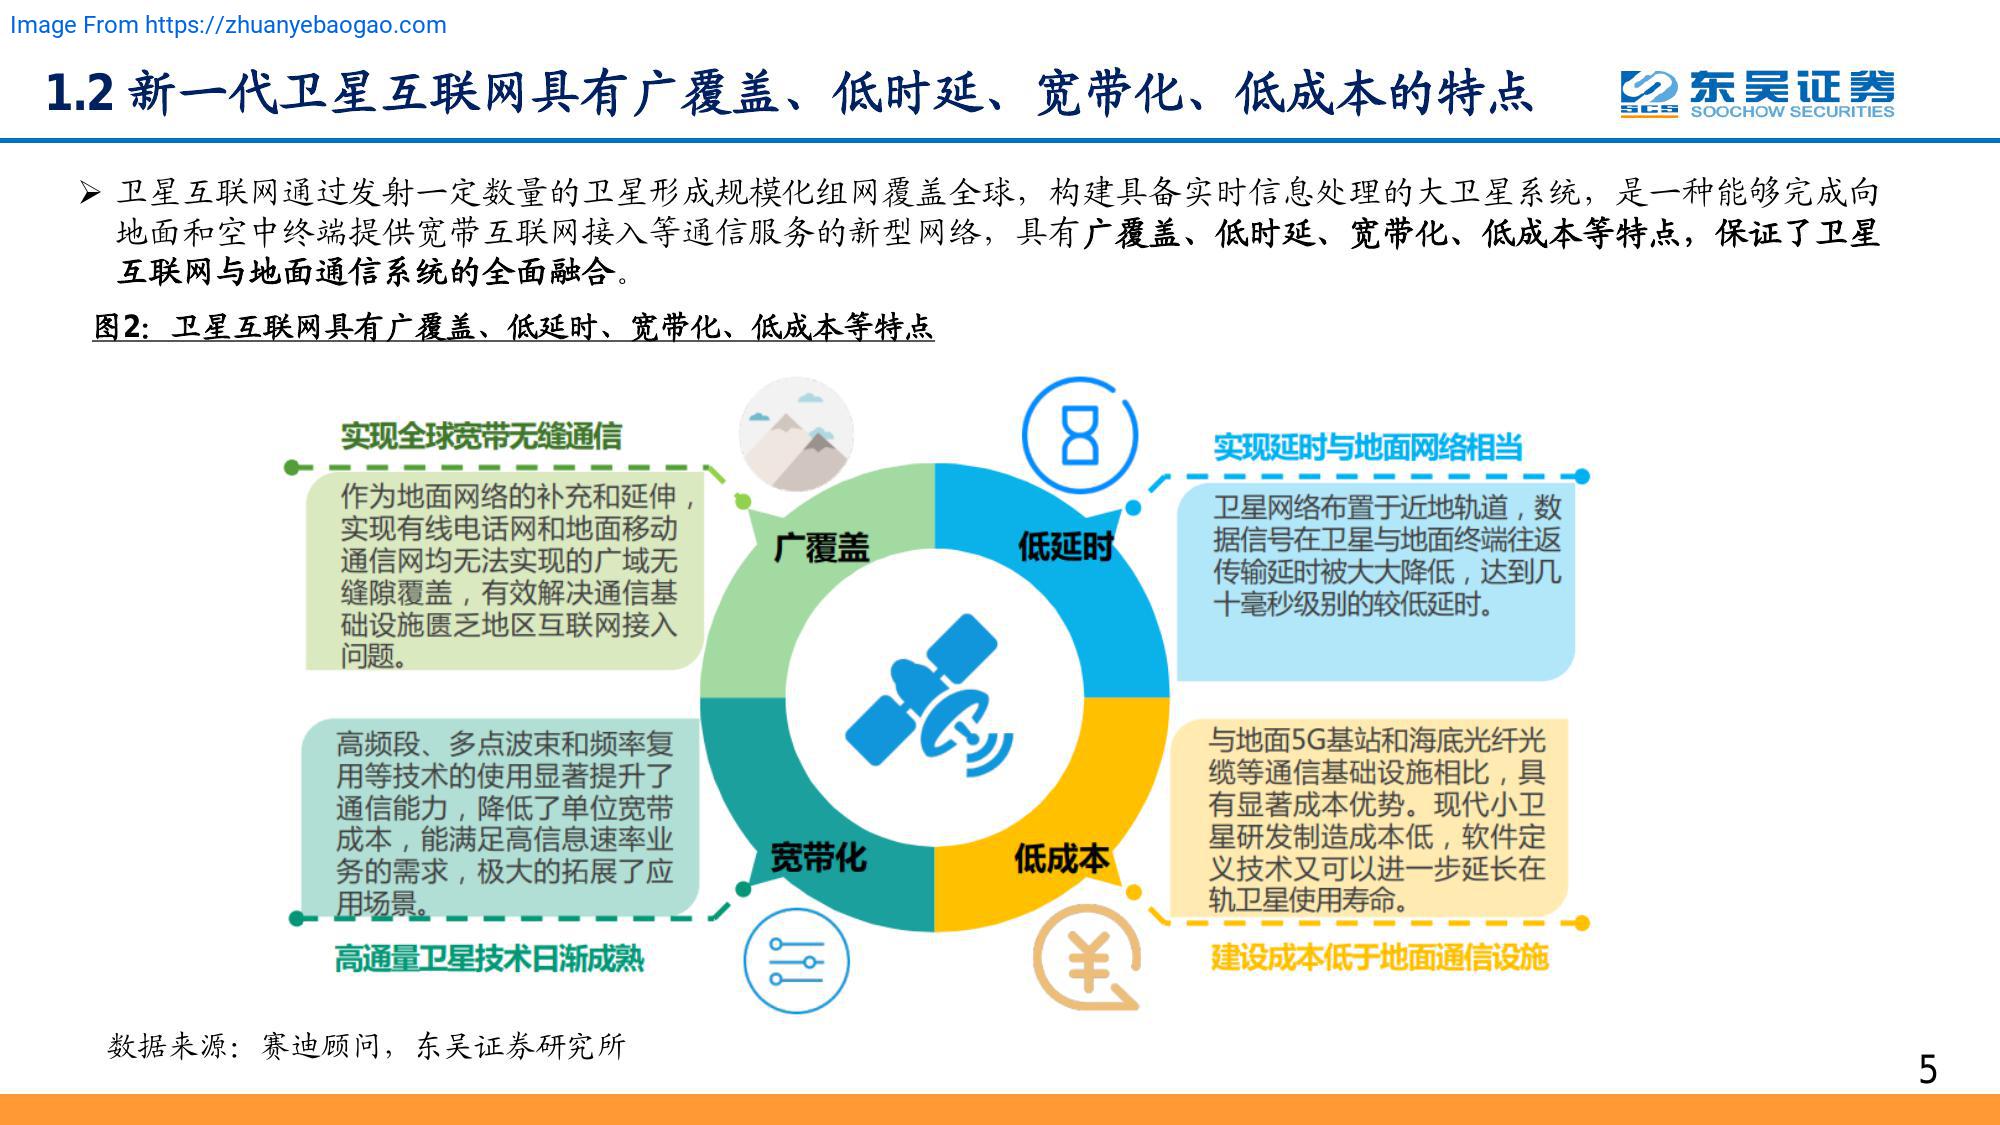 Image From https://zhuanyebaogao.com
1.2 新一代卫星互联网具有广覆盖、低时延、宽带化、低成本的特点
SCS
东吴证券
SOOCHOW SECURITIES
卫星互联网通过发射一定数量的卫星形成规模化组网覆盖全球，构建具备实时信息处理的大卫星系统，是一种能够完成向
地面和空中终端提供宽带互联网接入等通信服务的新型网络，具有广覆盖、低时延、宽带化、低成本等特点，保证了卫星
互联网与地面通信系统的全面融合。
图2：卫星互联网具有广覆盖、低延时、宽带化、低成本等特点
实现全球宽带无缝通信
作为地面网络的补充和延伸，
实现有线电话网和地面移动
通信网均无法实现的广域无
缝隙覆盖，有效解决通信基
础设施匮乏地区互联网接入
问题。
广覆盖
低延时
实现延时与地面网络相当
卫星网络布置于近地轨道，数
据信号在卫星与地面终端往返
传输延时被大大降低，达到几
十毫秒级别的较低延时。
高频段、多点波束和频率复
用等技术的使用显著提升了
通信能力，降低了单位宽带
成本，能满足高信息速率业
务的需求，极大的拓展了应
用场景。
高通量卫星技术日渐成熟
宽带化
低成本
与地面5G基站和海底光纤光
缆等通信基础设施相比，具
有显著成本优势。现代小卫
星研发制造成本低，软件定
义技术又可以进一步延长在
轨卫星使用寿命。
建设成本低于地面通信设施
数据来源：赛迪顾问，东吴证券研究所
5